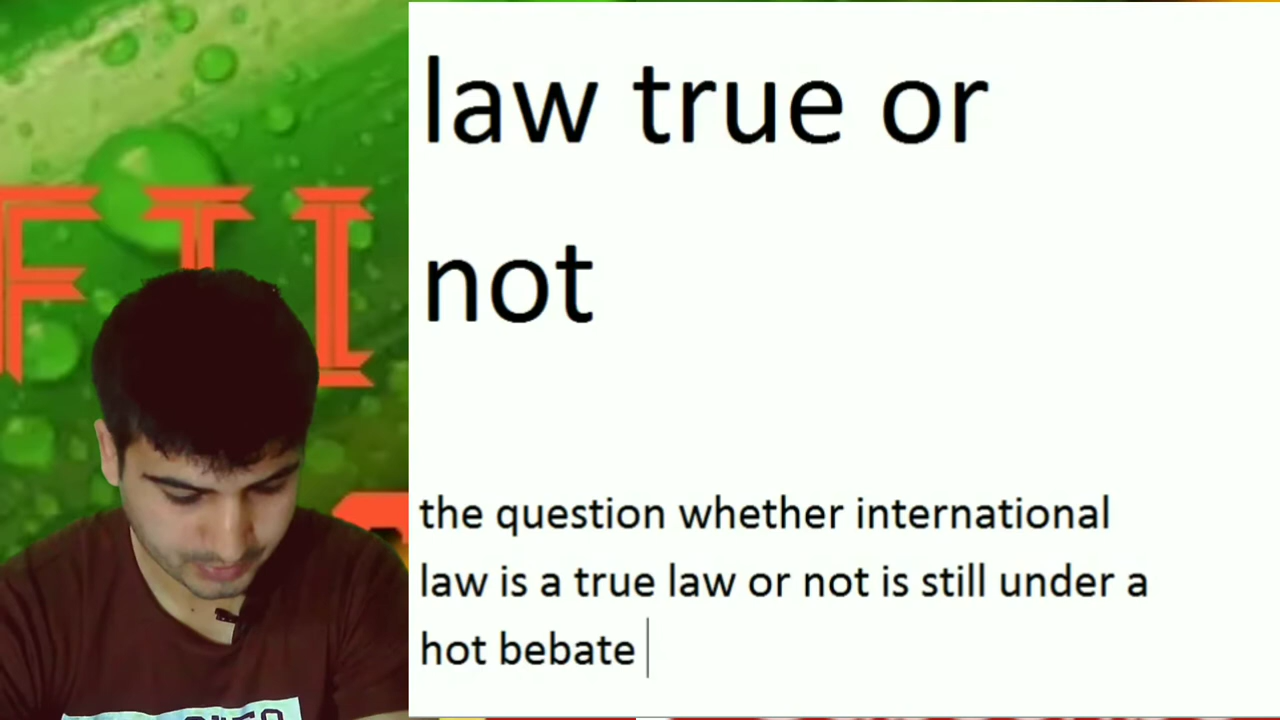 law true or
not
the question whether international
law is a true law or not is still under a
hot bebate